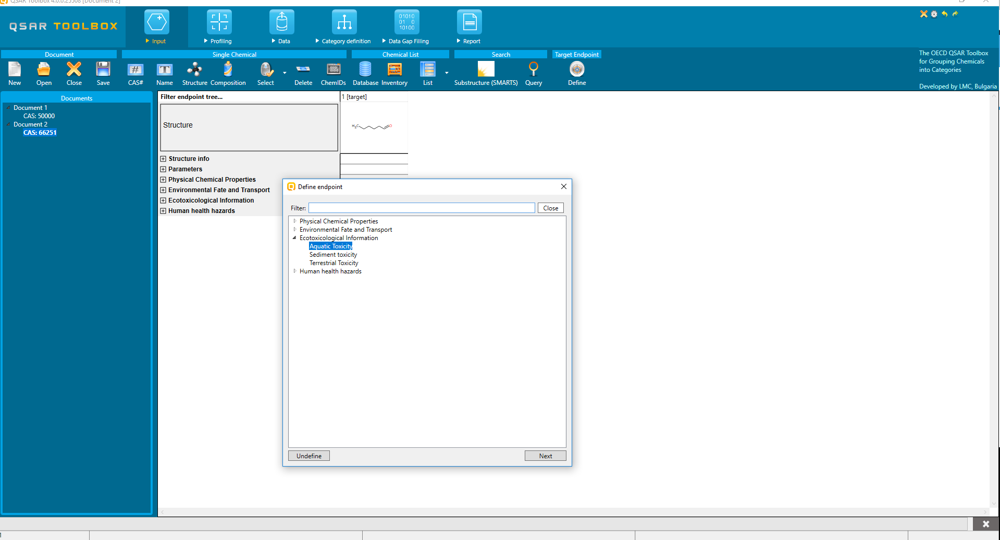 QSAR Toolbox 4.0.0.25508 [Document 2]
QSAR TOOLBOX
Input
Profiling
Data
Category definition
Data Gap Filling
Report
01010
01 0
10100
Document
Single Chemical
Chemical List
Search
Target Endpoint
New
Open
Close
Save
CAS#
Name
Structure
Composition
Select
Delete
ChemIDs
Database
Inventory
List
Substructure (SMARTS)
Query
Define
The OECD QSAR Toolbox
for Grouping Chemicals
into Categories
Developed by LMC, Bulgaria
Documents
Document 1
CAS: 50000
Document 2
CAS: 66251
Filter endpoint tree...
1 [target]
Structure
H3C
O
Structure info
Parameters
Physical Chemical Properties
Environmental Fate and Transport
Ecotoxicological Information
Human health hazards
Define endpoint
Filter:
Close
Physical Chemical Properties
Environmental Fate and Transport
Ecotoxicological Information
Aquatic Toxicity
Sediment toxicity
Terrestrial Toxicity
Human health hazards
Undefine
Next